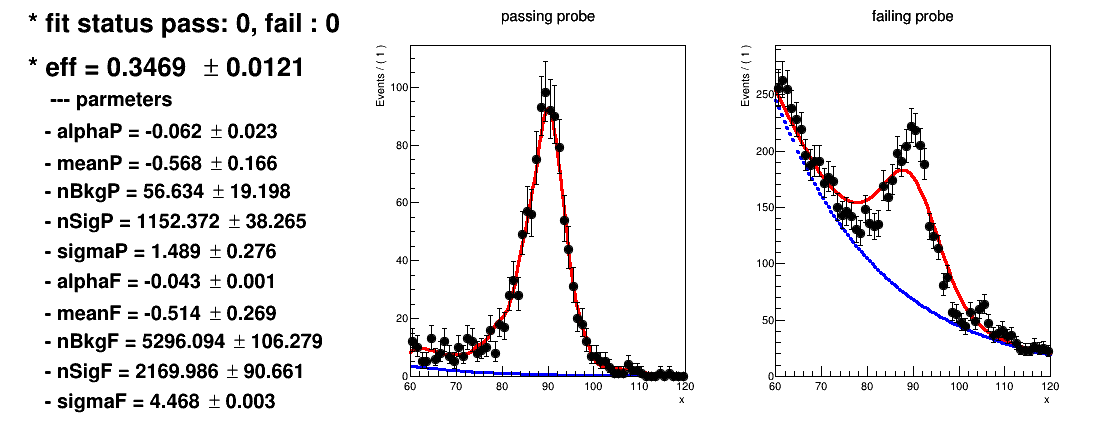 * fit status pass: 0, fail : 0
* eff = 0.3469 ± 0.0121
--- parmeters
- alphaP = -0.062 ± 0.023
- meanP = -0.568 ± 0.166
- nBkgP = 56.634 ± 19.198
- nSigP = 1152.372 ± 38.265
- sigmaP = 1.489 ± 0.276
- alphaF = -0.043 ± 0.001
- meanF = -0.514 ± 0.269
- nBkgF = 5296.094 ± 106.279
- nSigF = 2169.986 ± 90.661
- sigmaF = 4.468 ± 0.003
passing probe
Events / ( 1 )
100
80
60
40
20
0
60 70 80 90 100 110 120
x
failing probe
Events / ( 1 )
250
200
150
100
50
0
60 70 80 90 100 110 120
x